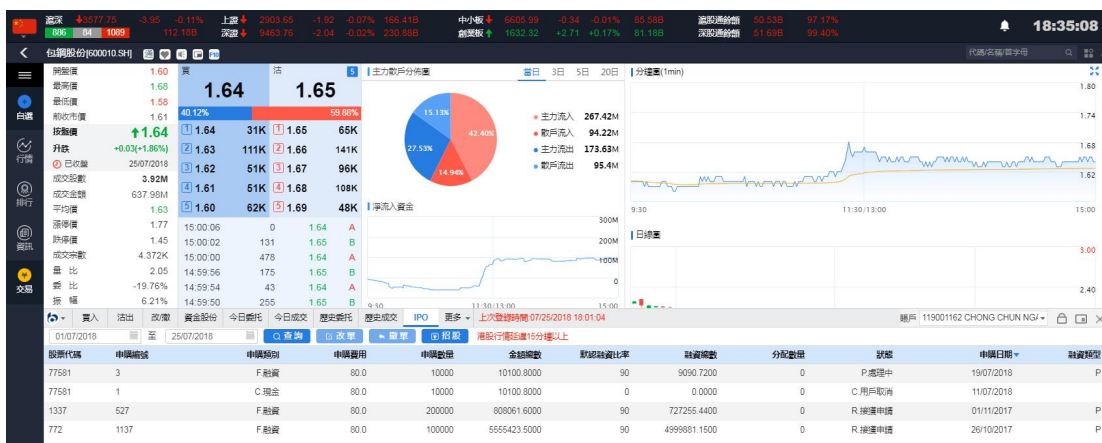 滬深 3577.75 -3.95 -0.11% 上證 2903.65 -1.92 -0.07% 166.41B 中小板 6605.99 -0.34 -0.01% 85.58B 滬股通餘額 50.53B 97.17%
886 84 1089 112.18B 深證 9463.76 -2.04 -0.02% 230.88B 創業板 1632.32 +2.71 +0.17% 81.18B 深股通餘額 51.69B 99.40%
18:35:08
包鋼股份[600010.SH] F10 代碼/名稱/首字母
自選
行情
排行
資訊
交易
開盤價 1.60
最高價 1.68
最低價 1.58
前收市價 1.61
按盤價 1.64
升跌 +0.03(+1.86%)
已收盤 25/07/2018
成交股數 3.92M
成交金額 637.98M
平均價 1.63
漲停價 1.77
跌停價 1.45
成交宗數 4.372K
量 比 2.05
委 比 -19.76%
振 幅 6.21%
買 沽 5
1.64 1.65
40.12% 59.88%
1 1.64 31K 1 1.65 65K
2 1.63 111K 2 1.66 141K
3 1.62 51K 3 1.67 96K
4 1.61 51K 4 1.68 108K
5 1.60 62K 5 1.69 48K
15:00:06 0 1.64 A
15:00:02 131 1.65 B
15:00:00 478 1.64 A
14:59:56 175 1.65 B
14:59:54 43 1.64 A
14:59:50 255 1.65 B
主力散戶分佈圖 當日 3日 5日 20日
15.13%
42.40%
27.53%
14.94%
主力流入 267.42M
散戶流入 94.22M
主力流出 173.63M
散戶流出 95.4M
淨流入資金
300M
200M
100M
0
9:30 11:30/13:00 15:00
分鐘圖(1min)
1.80
1.74
1.68
1.62
9:30 11:30/13:00 15:00
日線圖
3.00
2.40
買入 沽出 改/撤 資金股份 今日委托 今日成交 歷史委托 歷史成交 IPO 更多 上次登錄時間:07/25/2018 18:01:04 賬戶 119001162 CHONG CHUN NG/
01/07/2018 至 25/07/2018 查詢 改單 撤單 招股 港股行情延遲15分鐘以上
股票代碼 申購編號 申購類別 申購費用 申購數量 金額總數 默認融資比率 融資總數 分配數量 狀態 申購日期 融資類型
77581 3 F.融資 80.0 10000 10100.8000 90 9090.7200 0 P.處理中 19/07/2018 P
77581 1 C.現金 80.0 10000 10100.8000 0 0.0000 0 C.用戶取消 11/07/2018
1337 527 F.融資 80.0 200000 808061.6000 90 727255.4400 0 R.接獲申請 01/11/2017 P
772 1137 F.融資 80.0 100000 5555423.5000 90 4999881.1500 0 R.接獲申請 26/10/2017 P